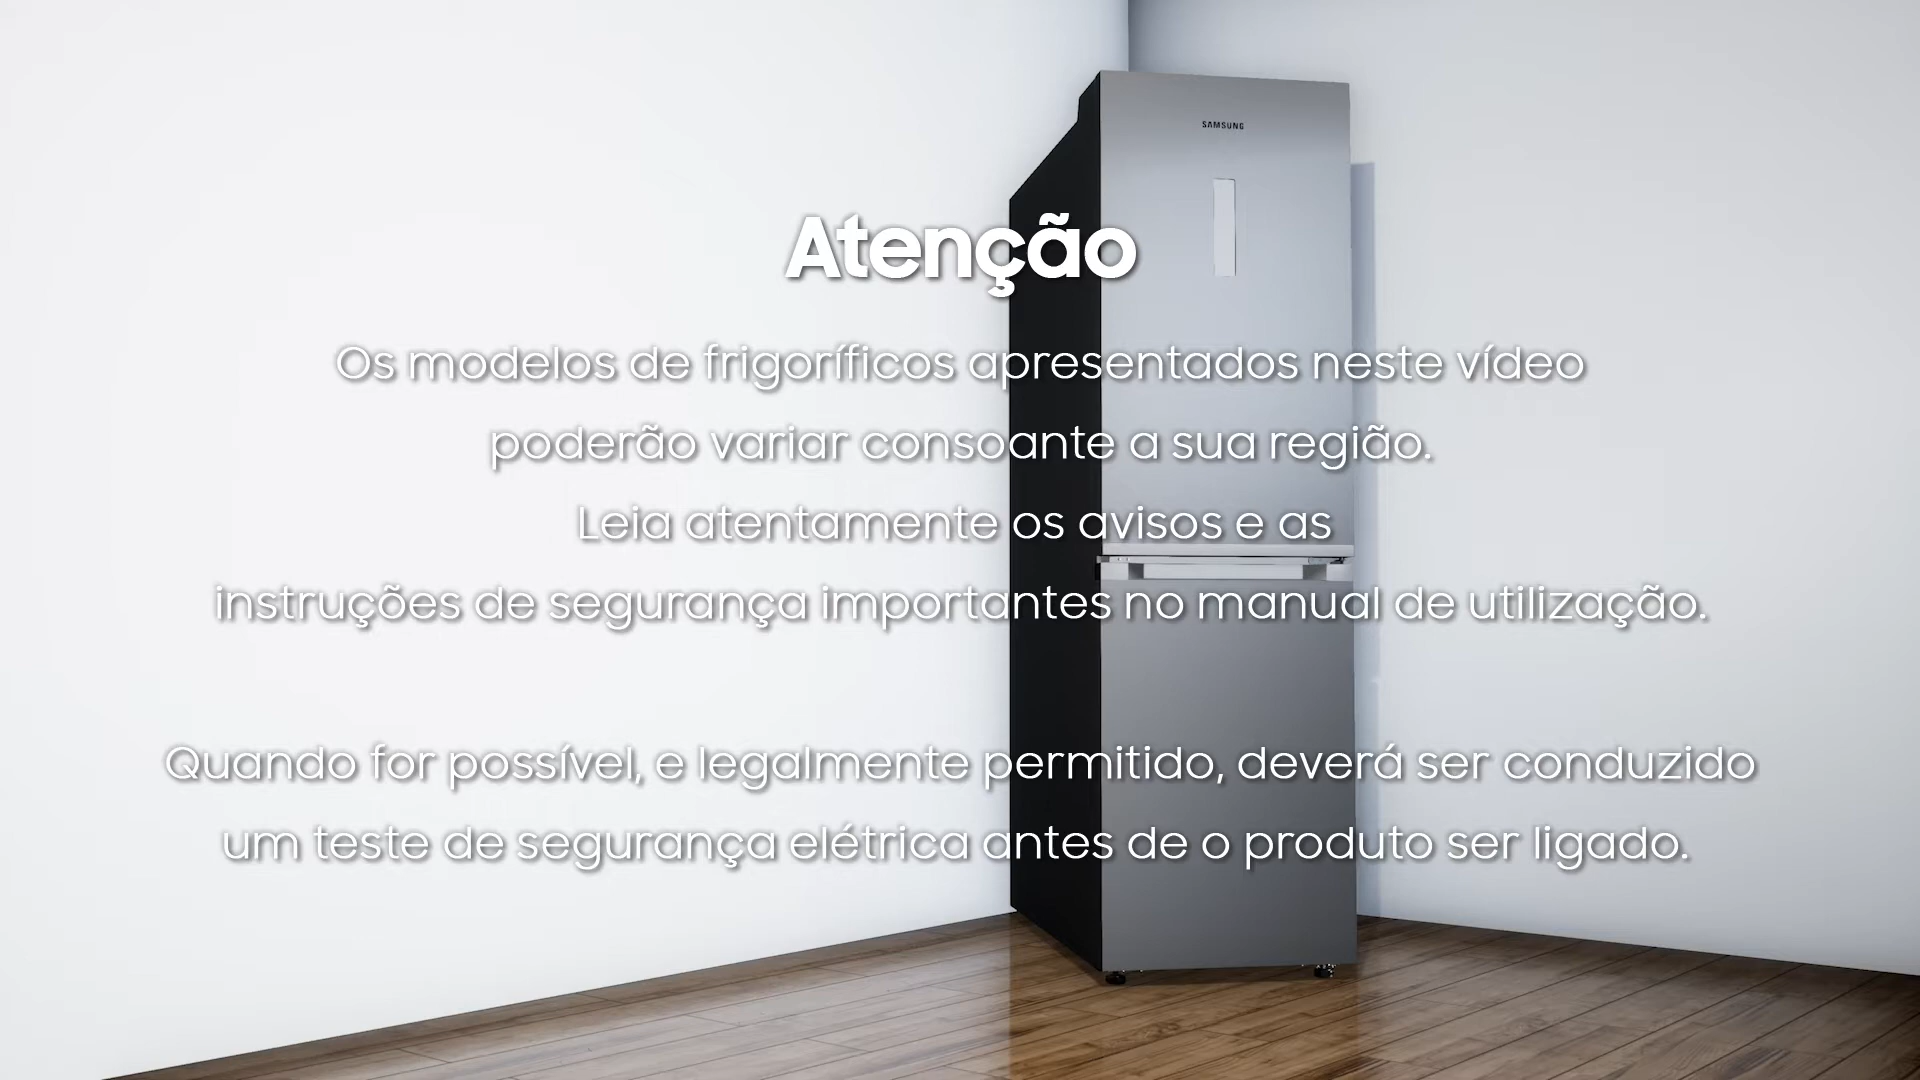 SAMSUNG
Atenção
Os modelos de frigoríficos apresentados neste vídeo
poderão variar consoante a sua região.
Leia atentamente os avisos e as
instruções de segurança importantes no manual de utilização.
Quando for possível, e legalmente permitido, deverá ser conduzido
um teste de segurança elétrica antes de o produto ser ligado.